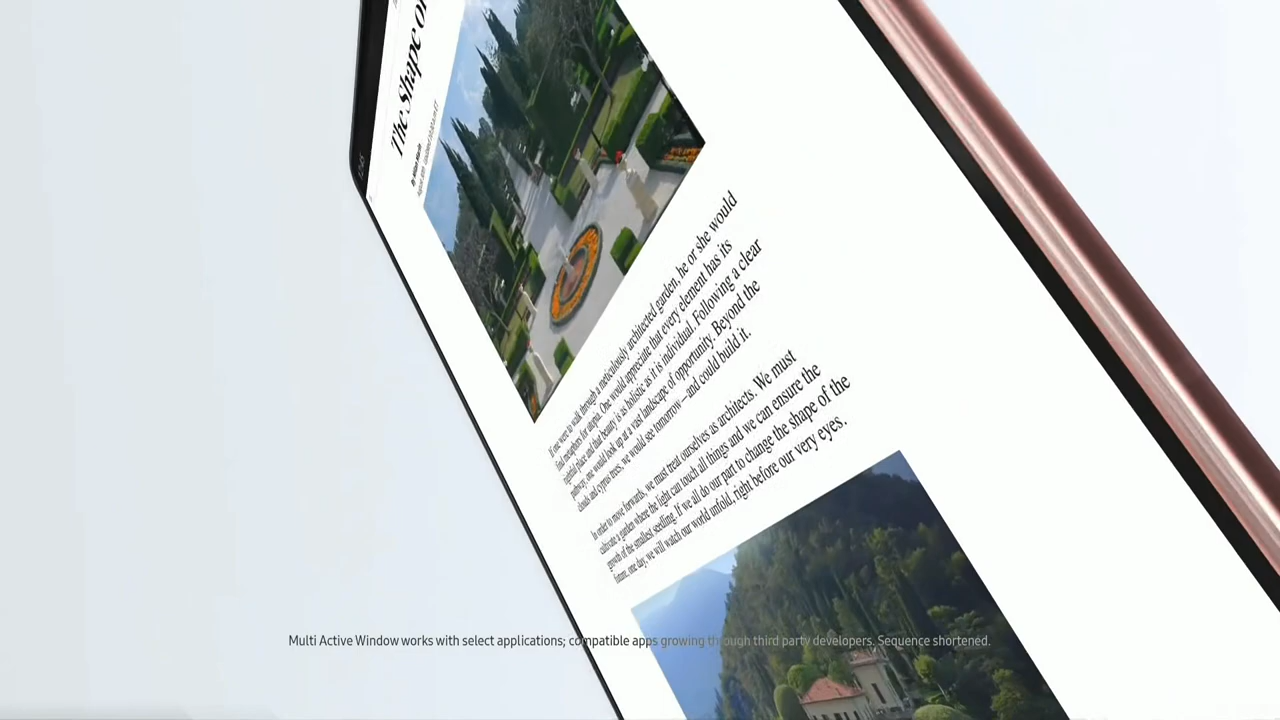 The Shape of
If one were to walk through a meticulously architected garden, he or she would
find metaphors for utopia. One would appreciate that every element has its
rightful place and that beauty is as holistic as it is individual. Following a clear
pathway, one would look up at a vast landscape of opportunity. Beyond the
clouds and cyprus trees, we would see tomorrow—and could build it.
In order to move forwards, we must treat ourselves as architects. We must
cultivate a garden where the light can touch all things and we can ensure the
growth of the smallest seedling. If we all do our part to change the shape of the
future, one day, we will watch our world unfold, right before our very eyes.
Multi Active Window works with select applications; compatible apps growing through third party developers. Sequence shortened.